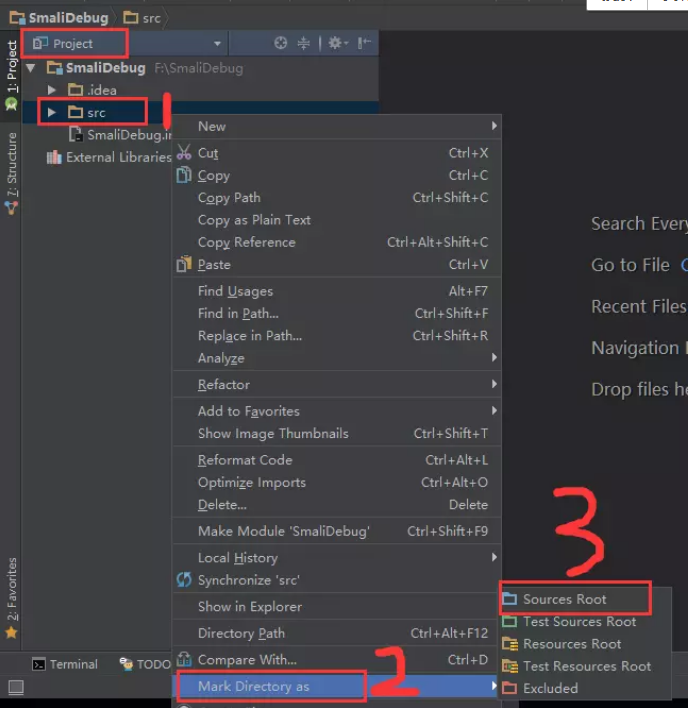 SmaliDebug src
1: Project
Project
SmaliDebug F:\SmaliDebug
.idea
src
1
SmaliDebug.i
External Libraries
7: Structure
New
Cut Ctrl+X
Copy Ctrl+C
Copy Path Ctrl+Shift+C
Copy as Plain Text
Copy Reference Ctrl+Alt+Shift+C
Paste Ctrl+V
Find Usages Alt+F7
Find in Path... Ctrl+Shift+F
Replace in Path... Ctrl+Shift+R
Analyze
Refactor
Add to Favorites
Show Image Thumbnails Ctrl+Shift+T
Reformat Code Ctrl+Alt+L
Optimize Imports Ctrl+Alt+O
Delete... Delete
Make Module 'SmaliDebug' Ctrl+Shift+F9
Local History
Synchronize 'src'
Show in Explorer
Directory Path Ctrl+Alt+F12
Compare With... Ctrl+D
Mark Directory as
2
3
Sources Root
Test Sources Root
Resources Root
Test Resources Root
Excluded
Search Every
Go to File
Recent Files
Navigation
Drop files he
2: Favorites
Terminal
TODO